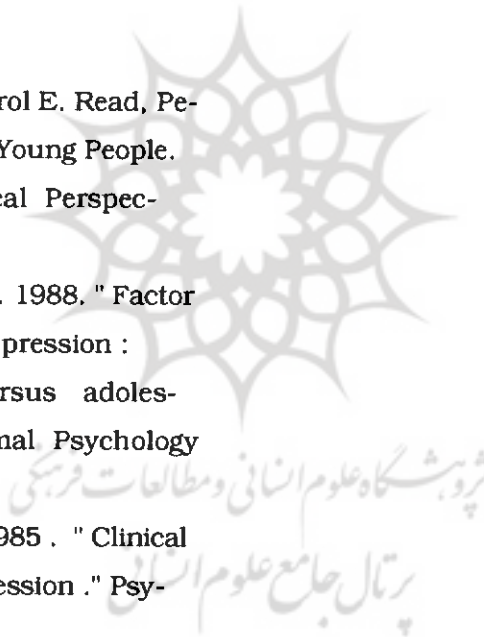 rol E. Read, Pe-
Young People.
eal Perspec-
. 1988. " Factor
pression :
rsus adoles-
nal Psychology
پژوهشگاه علوم انسانی و مطالعات فرهنگی
985 . " Clinical
پرتال جامع علوم انسانی
ession ." Psy-